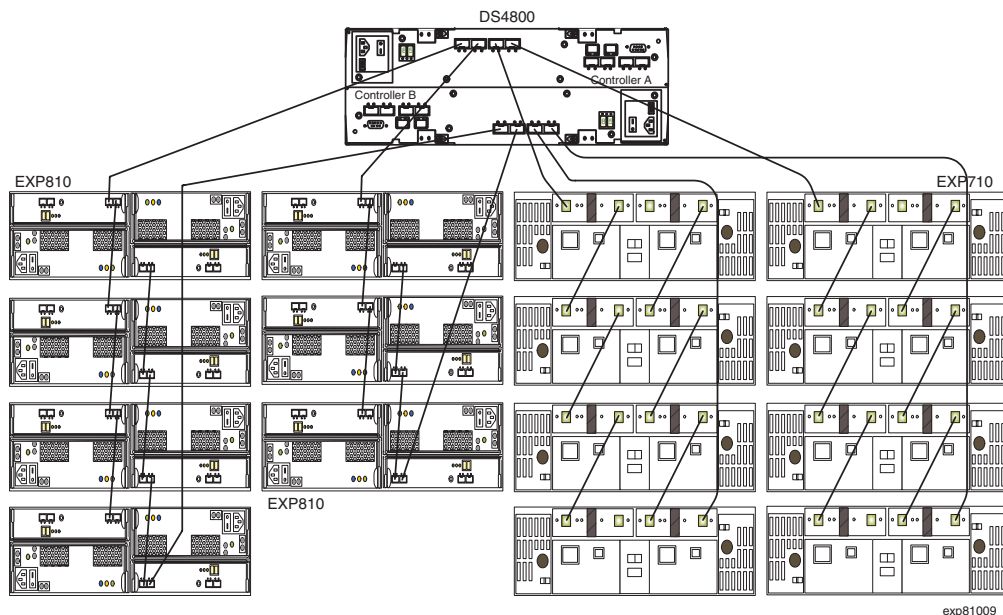 DS4800
Controller A
Controller B
EXP810
EXP710
EXP810
exp81009